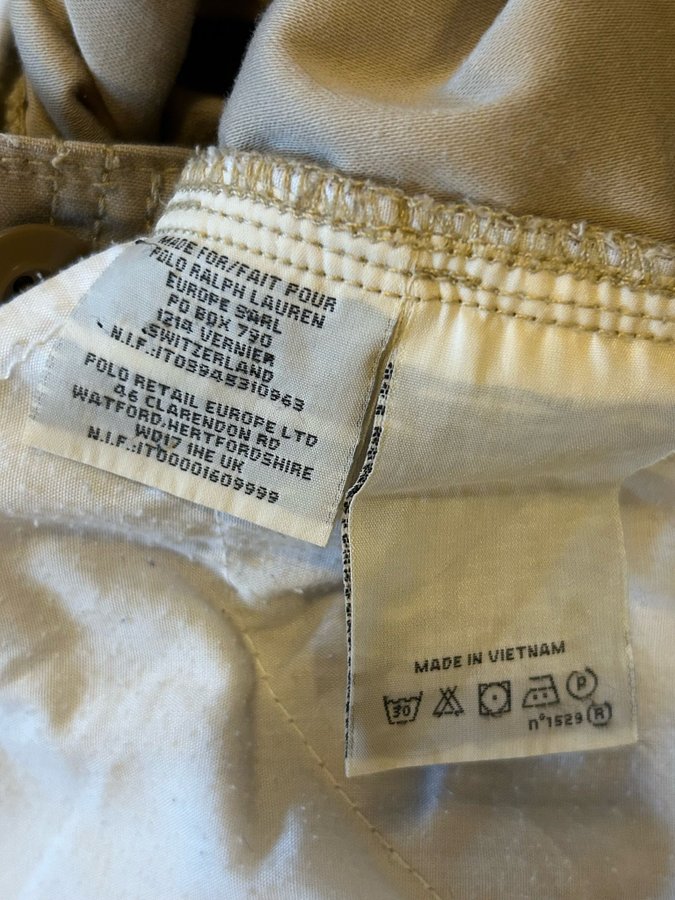 MADE FOR/FAIT POUR
POLO RALPH LAUREN
EUROPE SARL
PO BOX 790
1214 VERNIER
SWITZERLAND
N.I.F.:IT03945310963
POLO RETAIL EUROPE LTD
46 CLARENDON RD
WATFORD,HERTFORDSHIRE
WD17 1HE UK
N.I.F.:IT00001609999
MADE IN VIETNAM
30 P
n°1529 R